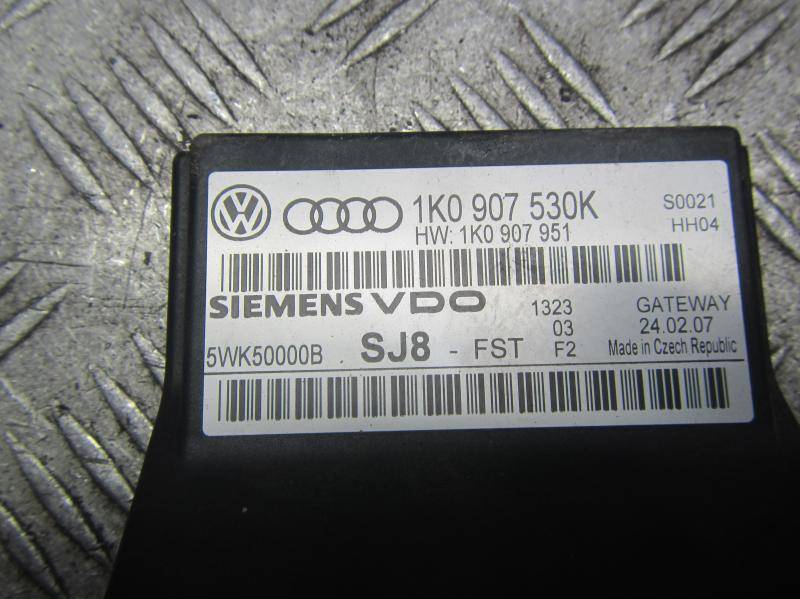 1K0 907 530K S0021
HW: 1K0 907 951 HH04
SIEMENS VDO 1323 GATEWAY
03 24.02.07
5WK50000B SJ8 - FST F2 Made in Czech Republic